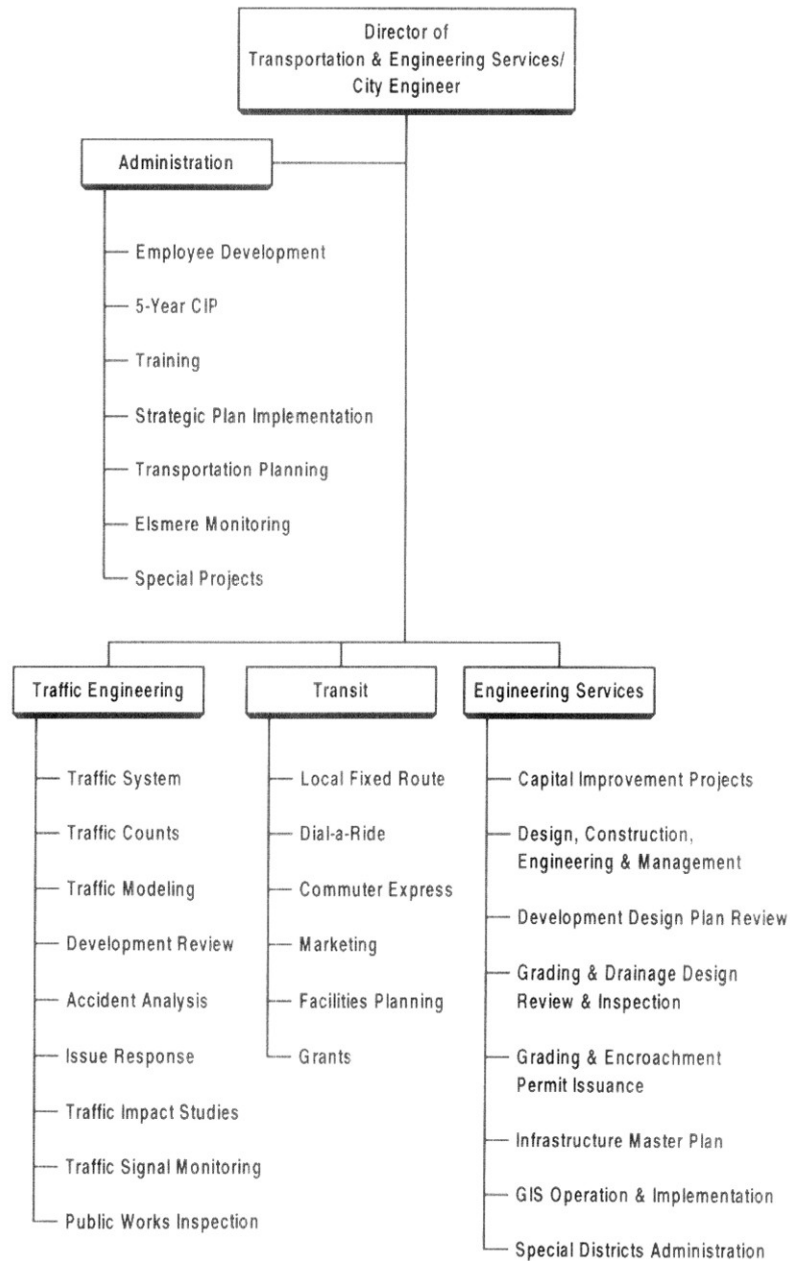 Director of
Transportation & Engineering Services/
City Engineer
Administration
Employee Development
5-Year CIP
Training
Strategic Plan Implementation
Transportation Planning
Elsmere Monitoring
Special Projects
Traffic Engineering
Traffic System
Traffic Counts
Traffic Modeling
Development Review
Accident Analysis
Issue Response
Traffic Impact Studies
Traffic Signal Monitoring
Public Works Inspection
Transit
Local Fixed Route
Dial-a-Ride
Commuter Express
Marketing
Facilities Planning
Grants
Engineering Services
Capital Improvement Projects
Design, Construction,
Engineering & Management
Development Design Plan Review
Grading & Drainage Design
Review & Inspection
Grading & Encroachment
Permit Issuance
Infrastructure Master Plan
GIS Operation & Implementation
Special Districts Administration